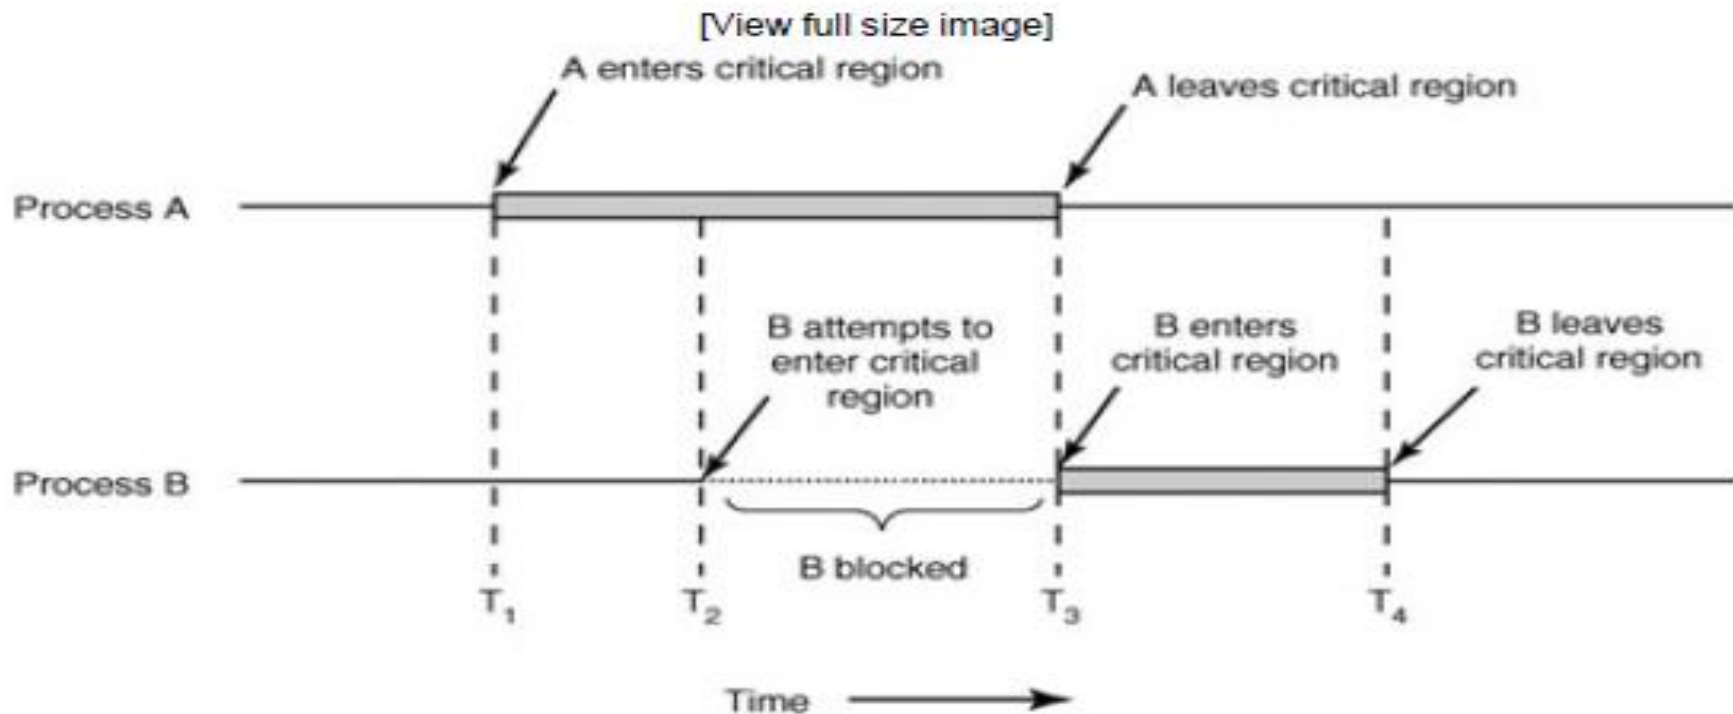 [View full size image]
A enters critical region
A leaves critical region
Process A
B attempts to
enter critical
region
B enters
critical region
B leaves
critical region
Process B
B blocked
T1
T2
T3
T4
Time